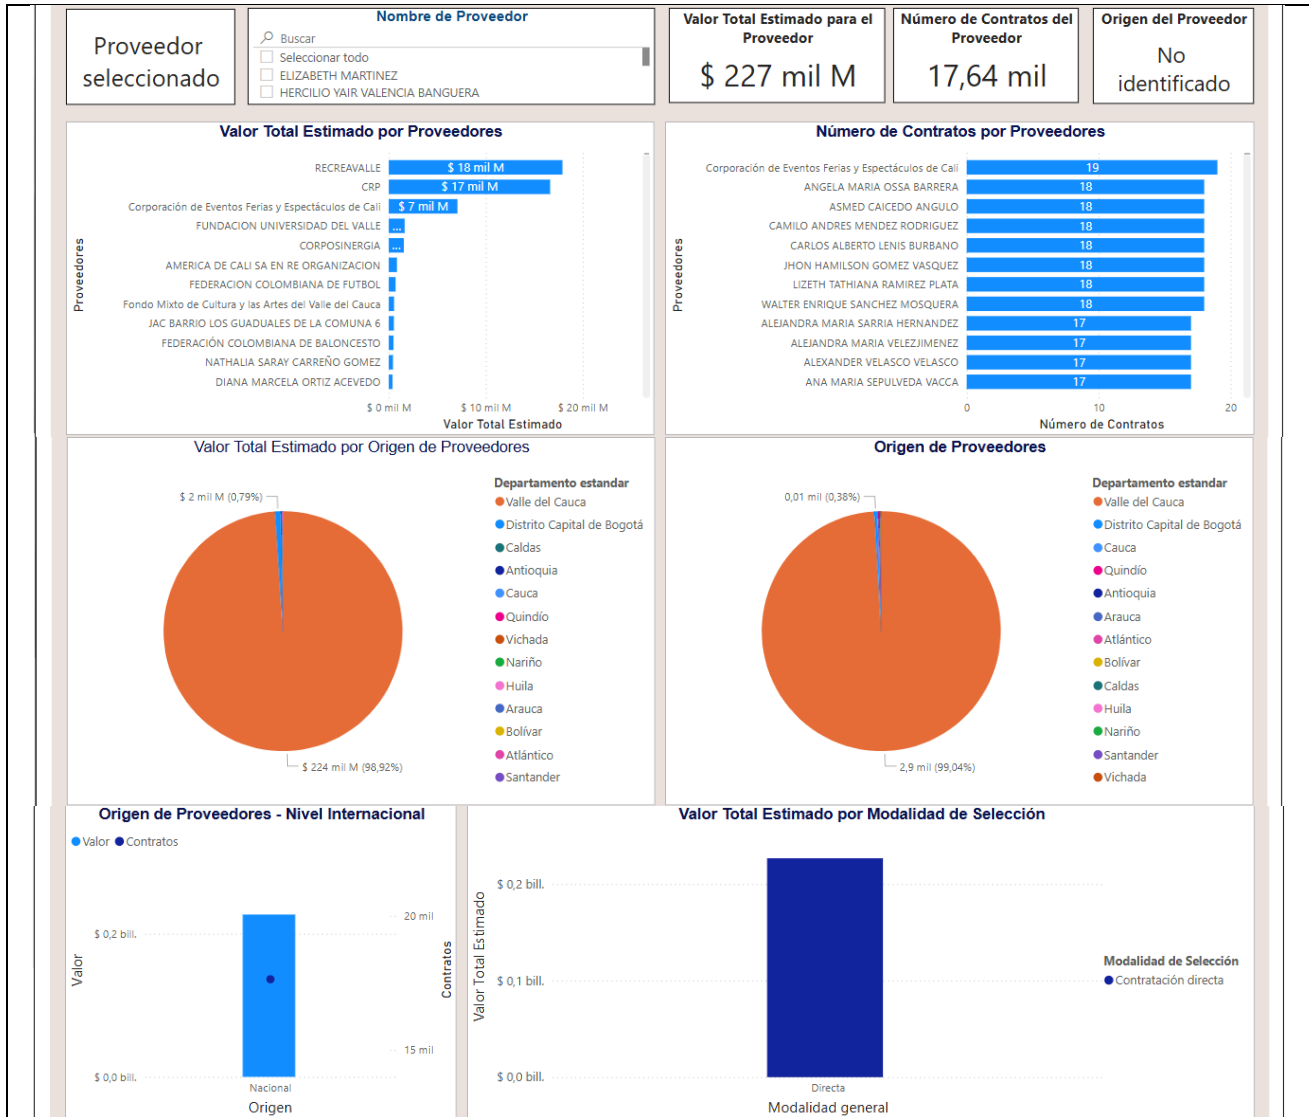 Proveedor
seleccionado
Nombre de Proveedor
Buscar
Seleccionar todo
ELIZABETH MARTINEZ
HERCILIO YAIR VALENCIA BANGUERA
Valor Total Estimado para el
Proveedor
$ 227 mil M
Número de Contratos del
Proveedor
17,64 mil
Origen del Proveedor
No
identificado
Valor Total Estimado por Proveedores
Proveedores
RECREAVALLE $ 18 mil M
CRP $ 17 mil M
Corporación de Eventos Ferias y Espectáculos de Cali $ 7 mil M
FUNDACION UNIVERSIDAD DEL VALLE ...
CORPOSINERGIA ...
AMERICA DE CALI SA EN RE ORGANIZACION
FEDERACION COLOMBIANA DE FUTBOL
Fondo Mixto de Cultura y las Artes del Valle del Cauca
JAC BARRIO LOS GUADUALES DE LA COMUNA 6
FEDERACIÓN COLOMBIANA DE BALONCESTO
NATHALIA SARAY CARREÑO GOMEZ
DIANA MARCELA ORTIZ ACEVEDO
$ 0 mil M $ 10 mil M $ 20 mil M
Valor Total Estimado
Número de Contratos por Proveedores
Proveedores
Corporación de Eventos Ferias y Espectáculos de Cali 19
ANGELA MARIA OSSA BARRERA 18
ASMED CAICEDO ANGULO 18
CAMILO ANDRES MENDEZ RODRIGUEZ 18
CARLOS ALBERTO LENIS BURBANO 18
JHON HAMILSON GOMEZ VASQUEZ 18
LIZETH TATHIANA RAMIREZ PLATA 18
WALTER ENRIQUE SANCHEZ MOSQUERA 18
ALEJANDRA MARIA SARRIA HERNANDEZ 17
ALEJANDRA MARIA VELEZJIMENEZ 17
ALEXANDER VELASCO VELASCO 17
ANA MARIA SEPULVEDA VACCA 17
0 10 20
Número de Contratos
Valor Total Estimado por Origen de Proveedores
$ 2 mil M (0,79%)
$ 224 mil M (98,92%)
Departamento estandar
Valle del Cauca
Distrito Capital de Bogotá
Caldas
Antioquia
Cauca
Quindío
Vichada
Nariño
Huila
Arauca
Bolívar
Atlántico
Santander
Origen de Proveedores
0,01 mil (0,38%)
2,9 mil (99,04%)
Departamento estandar
Valle del Cauca
Distrito Capital de Bogotá
Cauca
Quindío
Antioquia
Arauca
Atlántico
Bolívar
Caldas
Huila
Nariño
Santander
Vichada
Origen de Proveedores - Nivel Internacional
Valor Contratos
Valor
$ 0,2 bill.
$ 0,0 bill.
20 mil
15 mil
Contratos
Nacional
Origen
Valor Total Estimado por Modalidad de Selección
Valor Total Estimado
$ 0,2 bill.
$ 0,1 bill.
$ 0,0 bill.
Directa
Modalidad general
Modalidad de Selección
Contratación directa